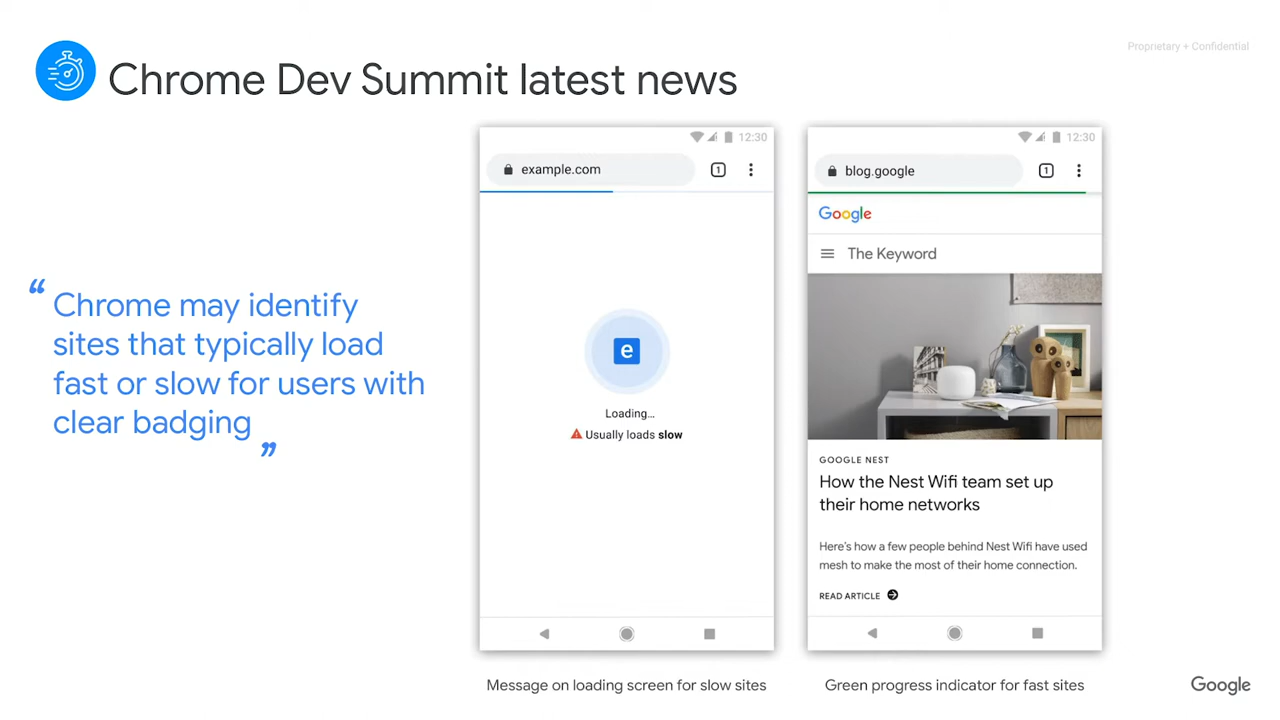 Proprietary + Confidential
Chrome Dev Summit latest news
“
Chrome may identify
sites that typically load
fast or slow for users with
clear badging
”
12:30
example.com
1
e
Loading...
Usually loads slow
Message on loading screen for slow sites
12:30
blog.google
1
Google
The Keyword
GOOGLE NEST
How the Nest Wifi team set up
their home networks
Here's how a few people behind Nest Wifi have used
mesh to make the most of their home connection.
READ ARTICLE
Green progress indicator for fast sites
Google